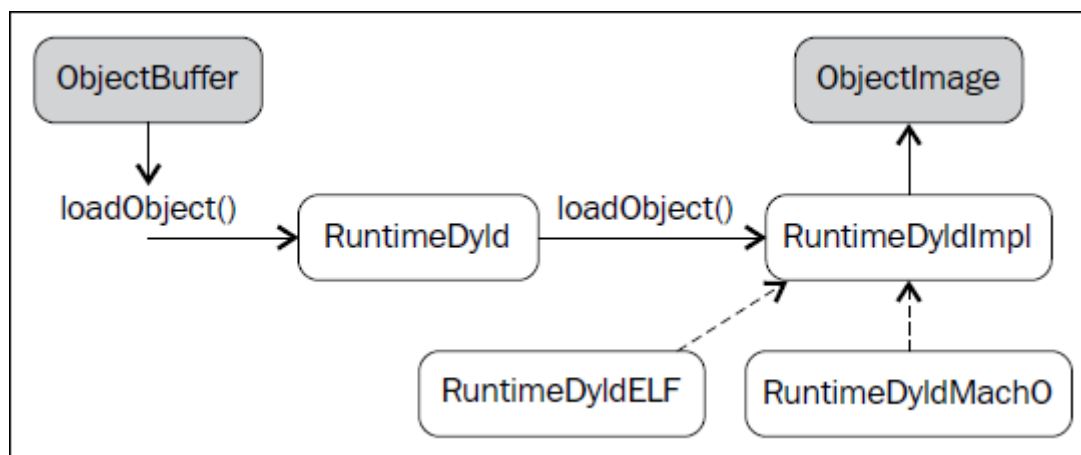 ObjectBuffer
ObjectImage
loadObject()
RuntimeDyld
loadObject()
RuntimeDyldImpl
RuntimeDyldELF
RuntimeDyldMachO